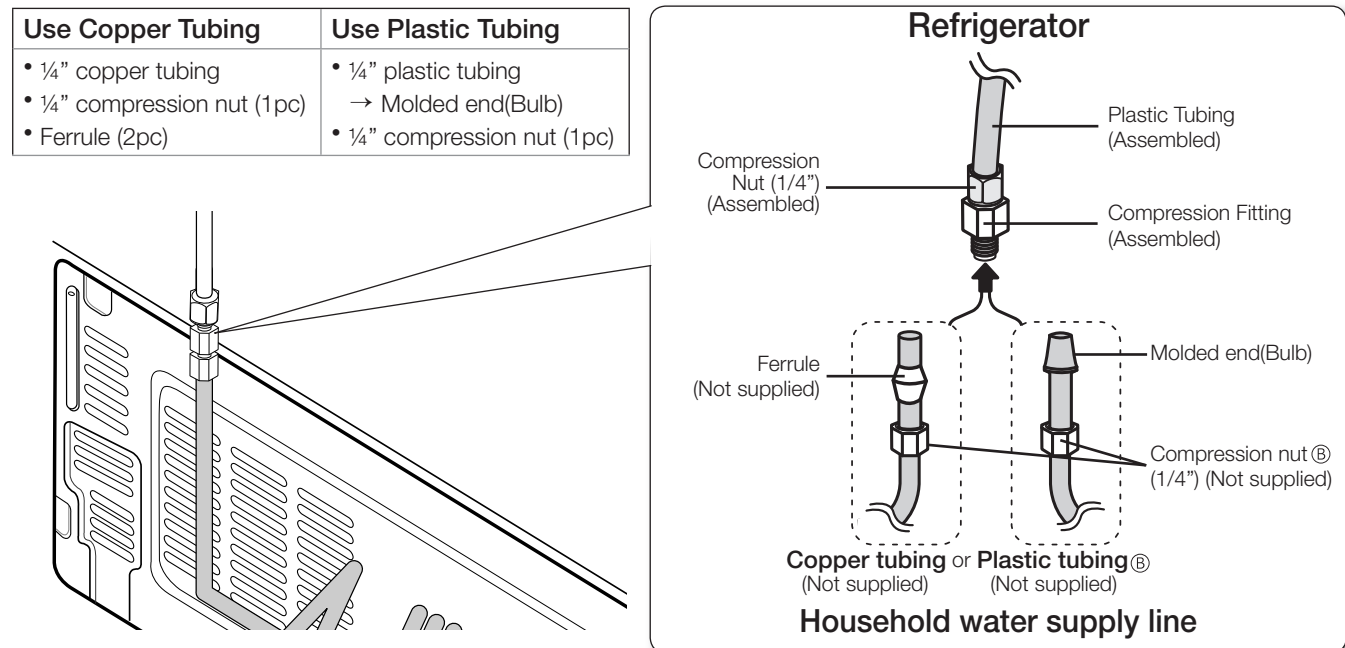 Use Copper Tubing
Use Plastic Tubing
• ¼” copper tubing
• ¼” compression nut (1pc)
• Ferrule (2pc)
• ¼” plastic tubing
→ Molded end(Bulb)
• ¼” compression nut (1pc)
Refrigerator
Plastic Tubing
(Assembled)
Compression
Nut (1/4”)
(Assembled)
Compression Fitting
(Assembled)
Ferrule
(Not supplied)
Molded end(Bulb)
Compression nut Ⓑ
(1/4”) (Not supplied)
Copper tubing or Plastic tubing Ⓑ
(Not supplied) (Not supplied)
Household water supply line